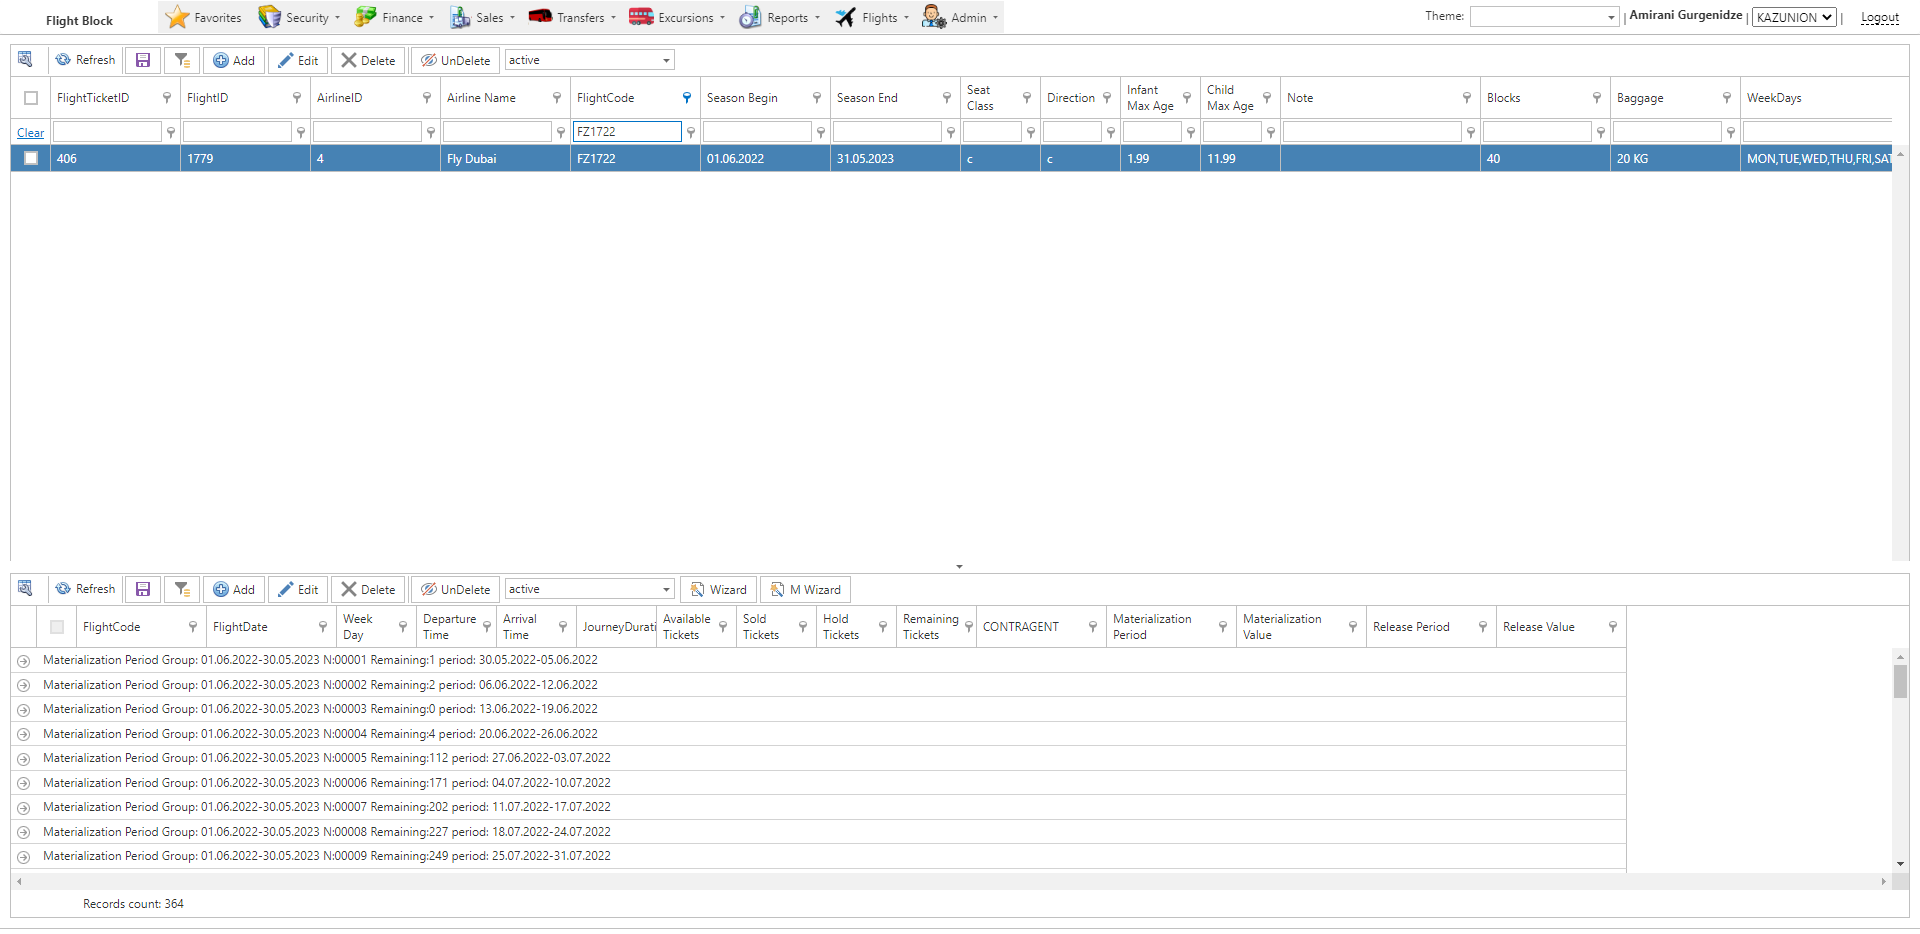 Flight Block
Favorites
Security
Finance
Sales
Transfers
Excursions
Reports
Flights
Admin
Theme:
| Amirani Gurgenidze |
KAZUNION
|
Logout
Refresh
Add
Edit
Delete
UnDelete
active
FlightTicketID
FlightID
AirlineID
Airline Name
FlightCode
Season Begin
Season End
Seat
Class
Direction
Infant
Max Age
Child
Max Age
Note
Blocks
Baggage
WeekDays
Clear
FZ1722
406
1779
4
Fly Dubai
FZ1722
01.06.2022
31.05.2023
c
c
1.99
11.99
40
20 KG
MON,TUE,WED,THU,FRI,SAT
Refresh
Add
Edit
Delete
UnDelete
active
Wizard
M Wizard
FlightCode
FlightDate
Week
Day
Departure
Time
Arrival
Time
JourneyDurati
Available
Tickets
Sold
Tickets
Hold
Tickets
Remaining
Tickets
CONTRAGENT
Materialization
Period
Materialization
Value
Release Period
Release Value
Materialization Period Group: 01.06.2022-30.05.2023 N:00001 Remaining:1 period: 30.05.2022-05.06.2022
Materialization Period Group: 01.06.2022-30.05.2023 N:00002 Remaining:2 period: 06.06.2022-12.06.2022
Materialization Period Group: 01.06.2022-30.05.2023 N:00003 Remaining:0 period: 13.06.2022-19.06.2022
Materialization Period Group: 01.06.2022-30.05.2023 N:00004 Remaining:4 period: 20.06.2022-26.06.2022
Materialization Period Group: 01.06.2022-30.05.2023 N:00005 Remaining:112 period: 27.06.2022-03.07.2022
Materialization Period Group: 01.06.2022-30.05.2023 N:00006 Remaining:171 period: 04.07.2022-10.07.2022
Materialization Period Group: 01.06.2022-30.05.2023 N:00007 Remaining:202 period: 11.07.2022-17.07.2022
Materialization Period Group: 01.06.2022-30.05.2023 N:00008 Remaining:227 period: 18.07.2022-24.07.2022
Materialization Period Group: 01.06.2022-30.05.2023 N:00009 Remaining:249 period: 25.07.2022-31.07.2022
Records count: 364